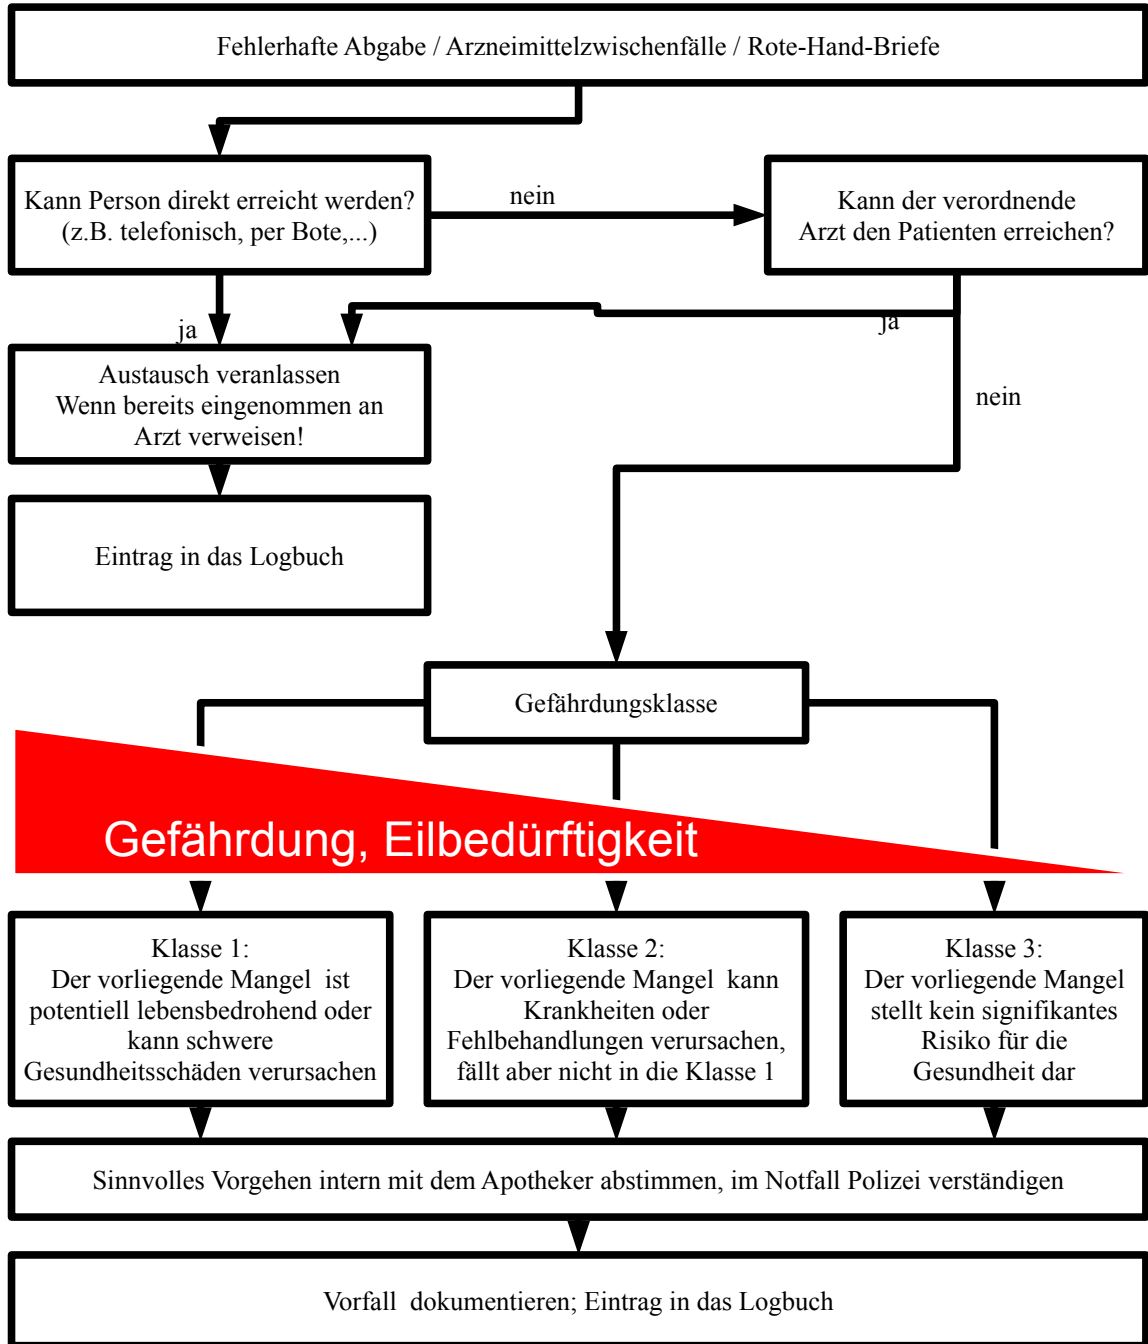 Fehlerhafte Abgabe / Arzneimittelzwischenfälle / Rote-Hand-Briefe
Kann Person direkt erreicht werden?
(z.B. telefonisch, per Bote,...)
nein
Kann der verordnende
Arzt den Patienten erreichen?
ja
ja
Austausch veranlassen
Wenn bereits eingenommen an
Arzt verweisen!
nein
Eintrag in das Logbuch
Gefährdungsklasse
Gefährdung, Eilbedürftigkeit
Klasse 1:
Der vorliegende Mangel ist
potentiell lebensbedrohend oder
kann schwere
Gesundheitsschäden verursachen
Klasse 2:
Der vorliegende Mangel kann
Krankheiten oder
Fehlbehandlungen verursachen,
fällt aber nicht in die Klasse 1
Klasse 3:
Der vorliegende Mangel
stellt kein signifikantes
Risiko für die
Gesundheit dar
Sinnvolles Vorgehen intern mit dem Apotheker abstimmen, im Notfall Polizei verständigen
Vorfall dokumentieren; Eintrag in das Logbuch